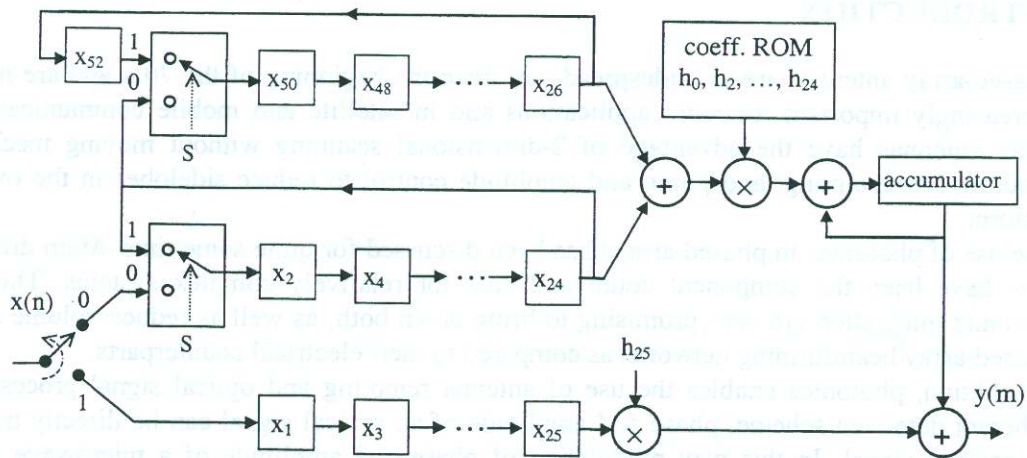 x52
1
0
S
x50
x48
x26
coeff. ROM
h0, h2, ..., h24
+
×
+
accumulator
1
0
S
x2
x4
x24
x(n)
0
1
h25
x1
x3
x25
×
+
y(m)